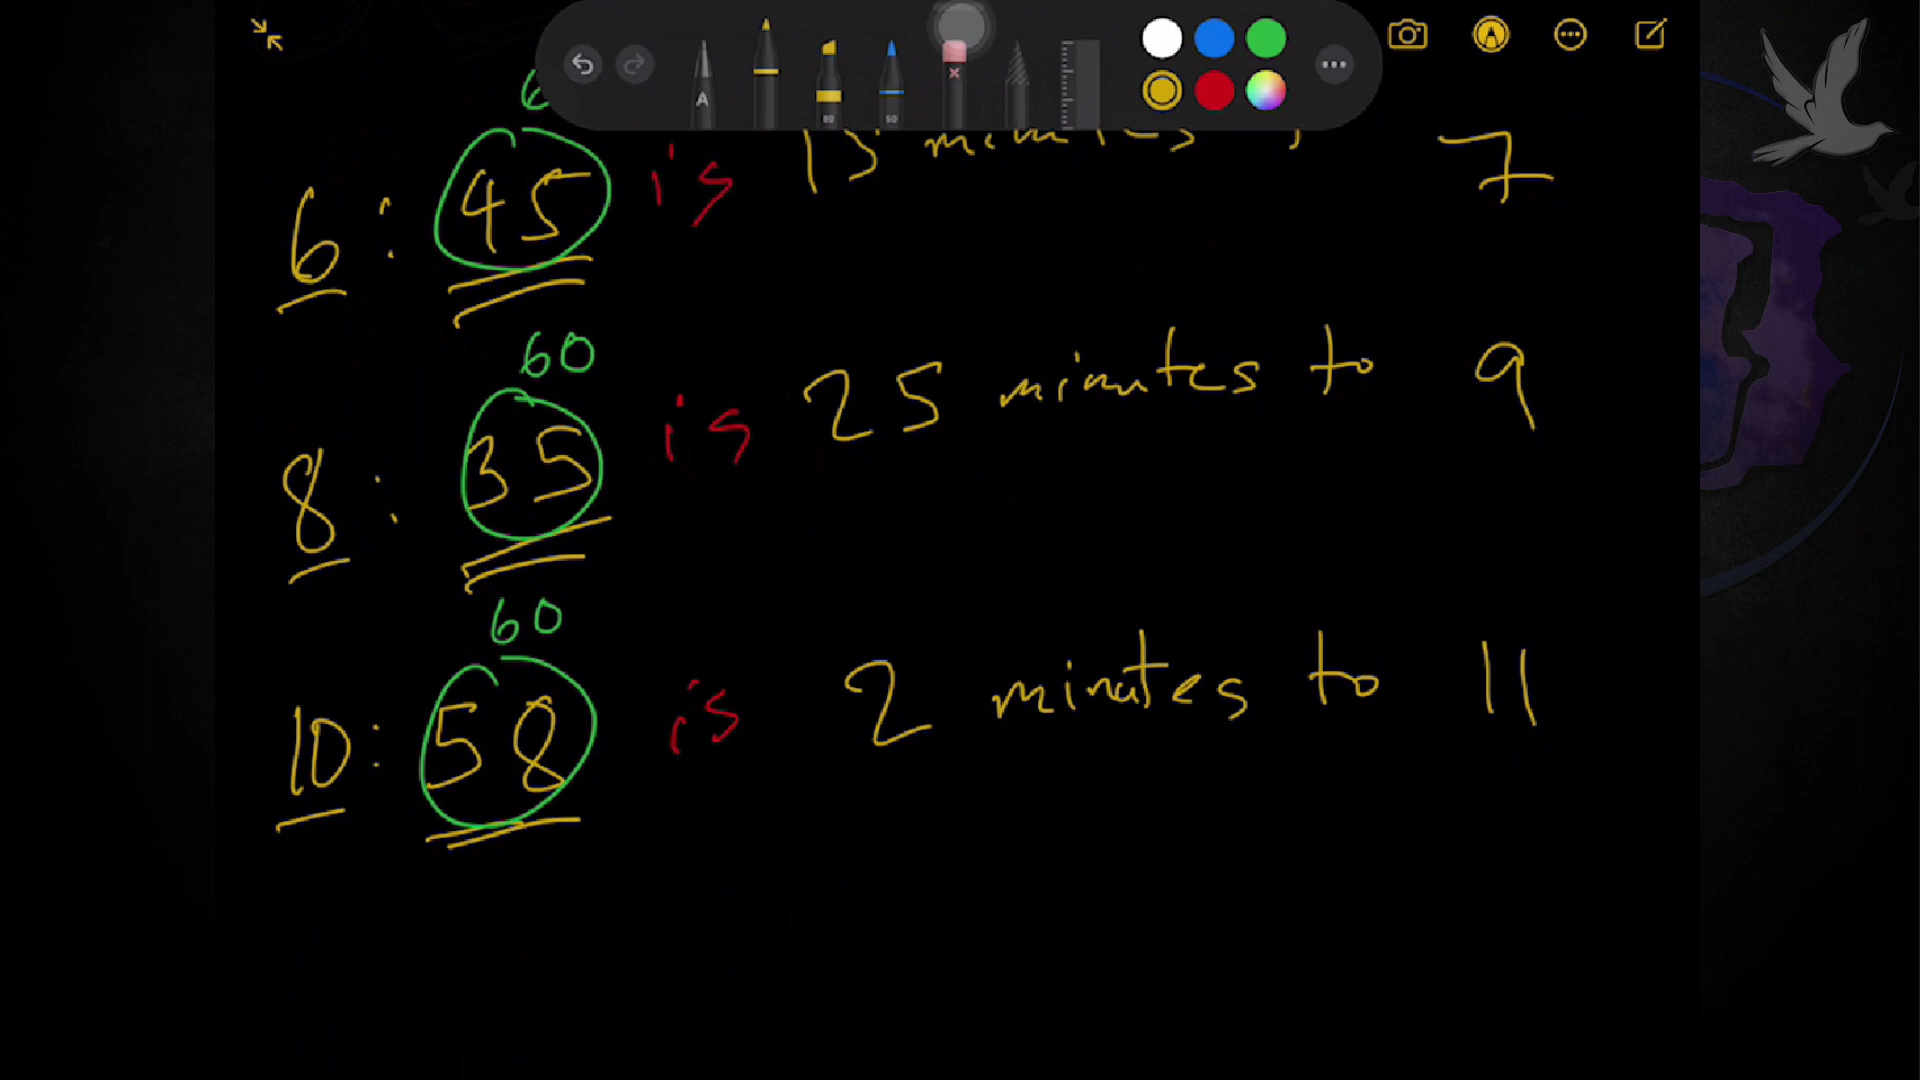 6:45 is 15 minutes 7
60
8:35 is 25 minutes to 9
60
10:58 is 2 minutes to 11